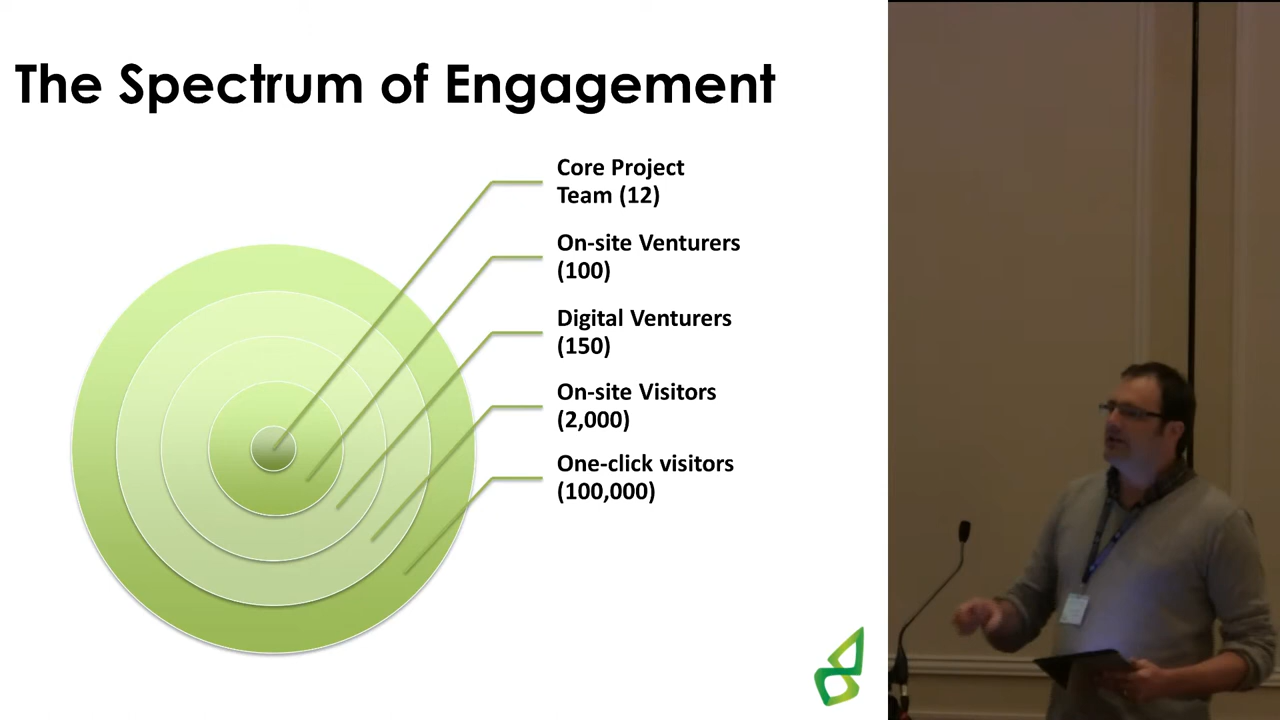 The Spectrum of Engagement
Core Project
Team (12)
On-site Venturers
(100)
Digital Venturers
(150)
On-site Visitors
(2,000)
One-click visitors
(100,000)